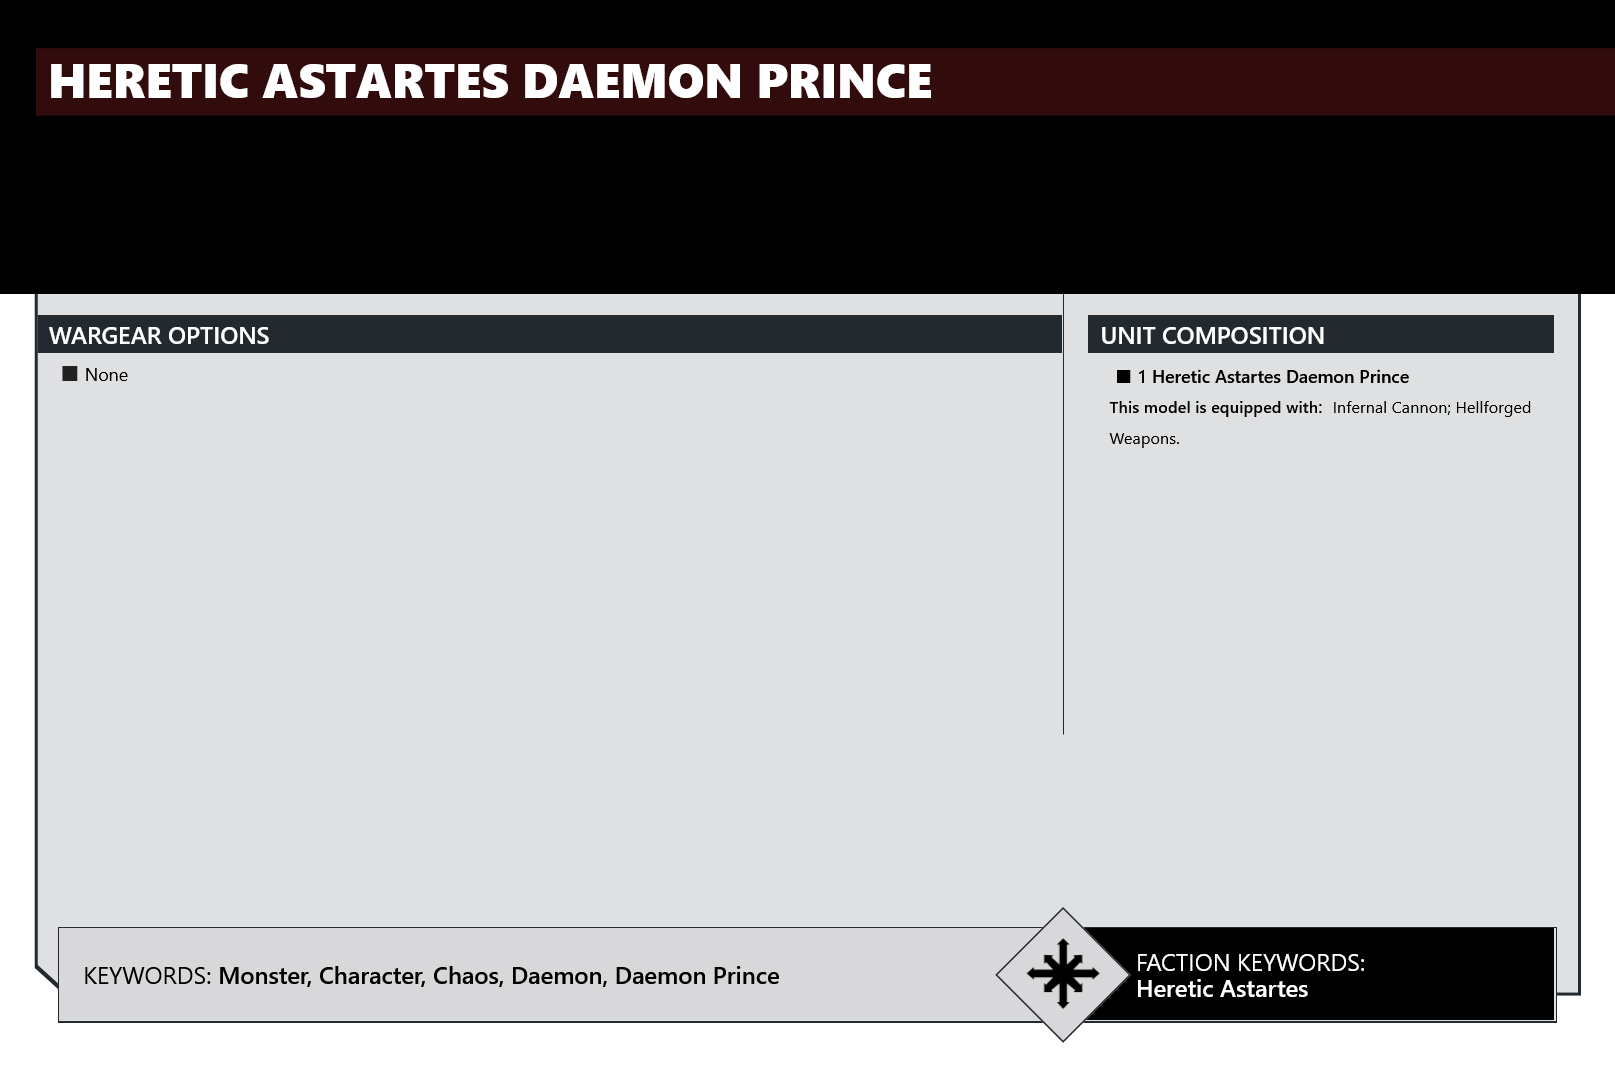 HERETIC ASTARTES DAEMON PRINCE
WARGEAR OPTIONS
None
UNIT COMPOSITION
1 Heretic Astartes Daemon Prince
This model is equipped with: Infernal Cannon; Hellforged
Weapons.
KEYWORDS: Monster, Character, Chaos, Daemon, Daemon Prince
FACTION KEYWORDS:
Heretic Astartes